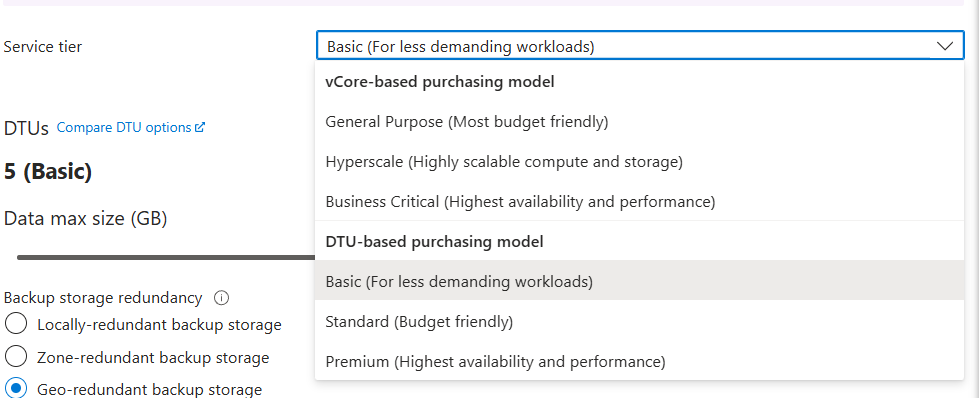 Service tier
Basic (For less demanding workloads)
vCore-based purchasing model
General Purpose (Most budget friendly)
Hyperscale (Highly scalable compute and storage)
Business Critical (Highest availability and performance)
DTU-based purchasing model
Basic (For less demanding workloads)
Standard (Budget friendly)
Premium (Highest availability and performance)
DTUs Compare DTU options
5 (Basic)
Data max size (GB)
Backup storage redundancy
Locally-redundant backup storage
Zone-redundant backup storage
Geo-redundant backup storage